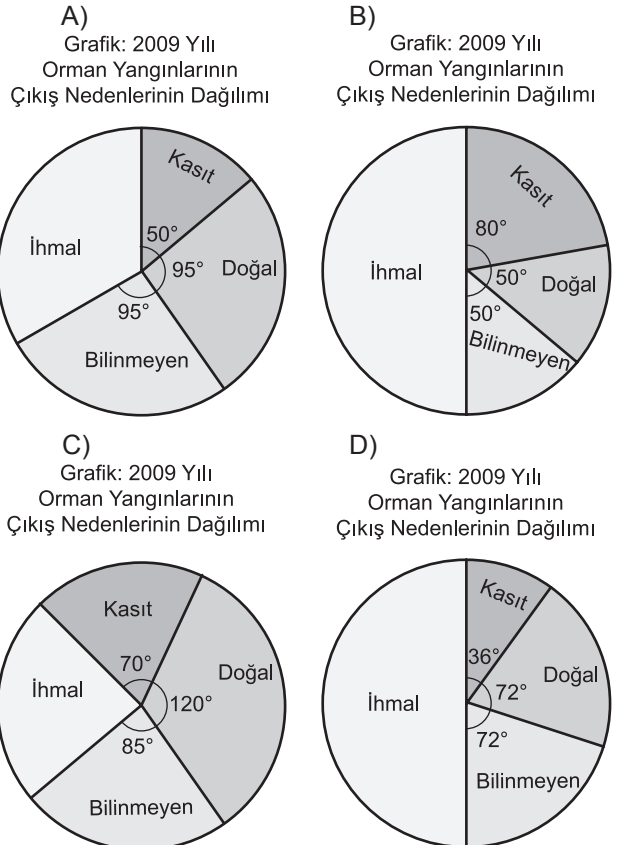 A)
Grafik: 2009 Yılı
Orman Yangınlarının
Çıkış Nedenlerinin Dağılımı
Kasıt
50°
İhmal
95°
Doğal
95°
Bilinmeyen
B)
Grafik: 2009 Yılı
Orman Yangınlarının
Çıkış Nedenlerinin Dağılımı
Kasıt
80°
İhmal
50°
Doğal
50°
Bilinmeyen
C)
Grafik: 2009 Yılı
Orman Yangınlarının
Çıkış Nedenlerinin Dağılımı
Kasıt
70°
Doğal
İhmal
120°
85°
Bilinmeyen
D)
Grafik: 2009 Yılı
Orman Yangınlarının
Çıkış Nedenlerinin Dağılımı
Kasıt
36°
Doğal
72°
İhmal
72°
Bilinmeyen